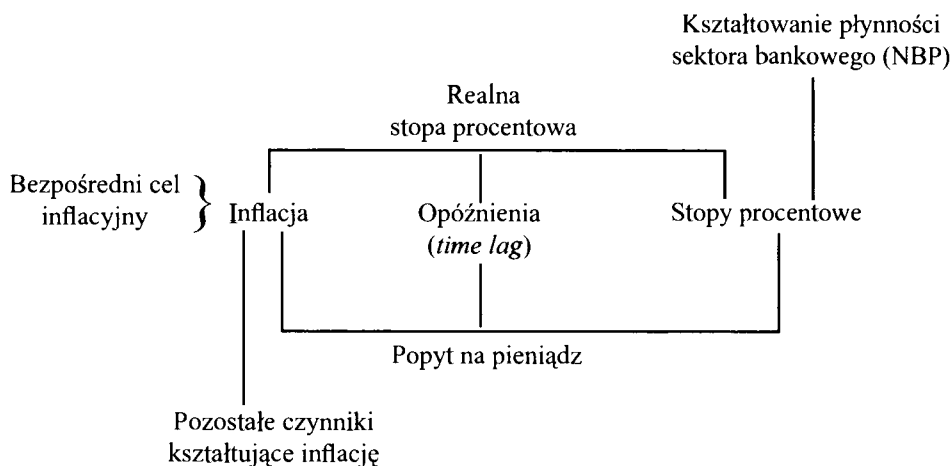 Kształtowanie płynności
sektora bankowego (NBP)
Realna
stopa procentowa
Bezpośredni cel
inflacyjny
Inflacja
Opóźnienia
(time lag)
Stopy procentowe
Popyt na pieniądz
Pozostałe czynniki
kształtujące inflację